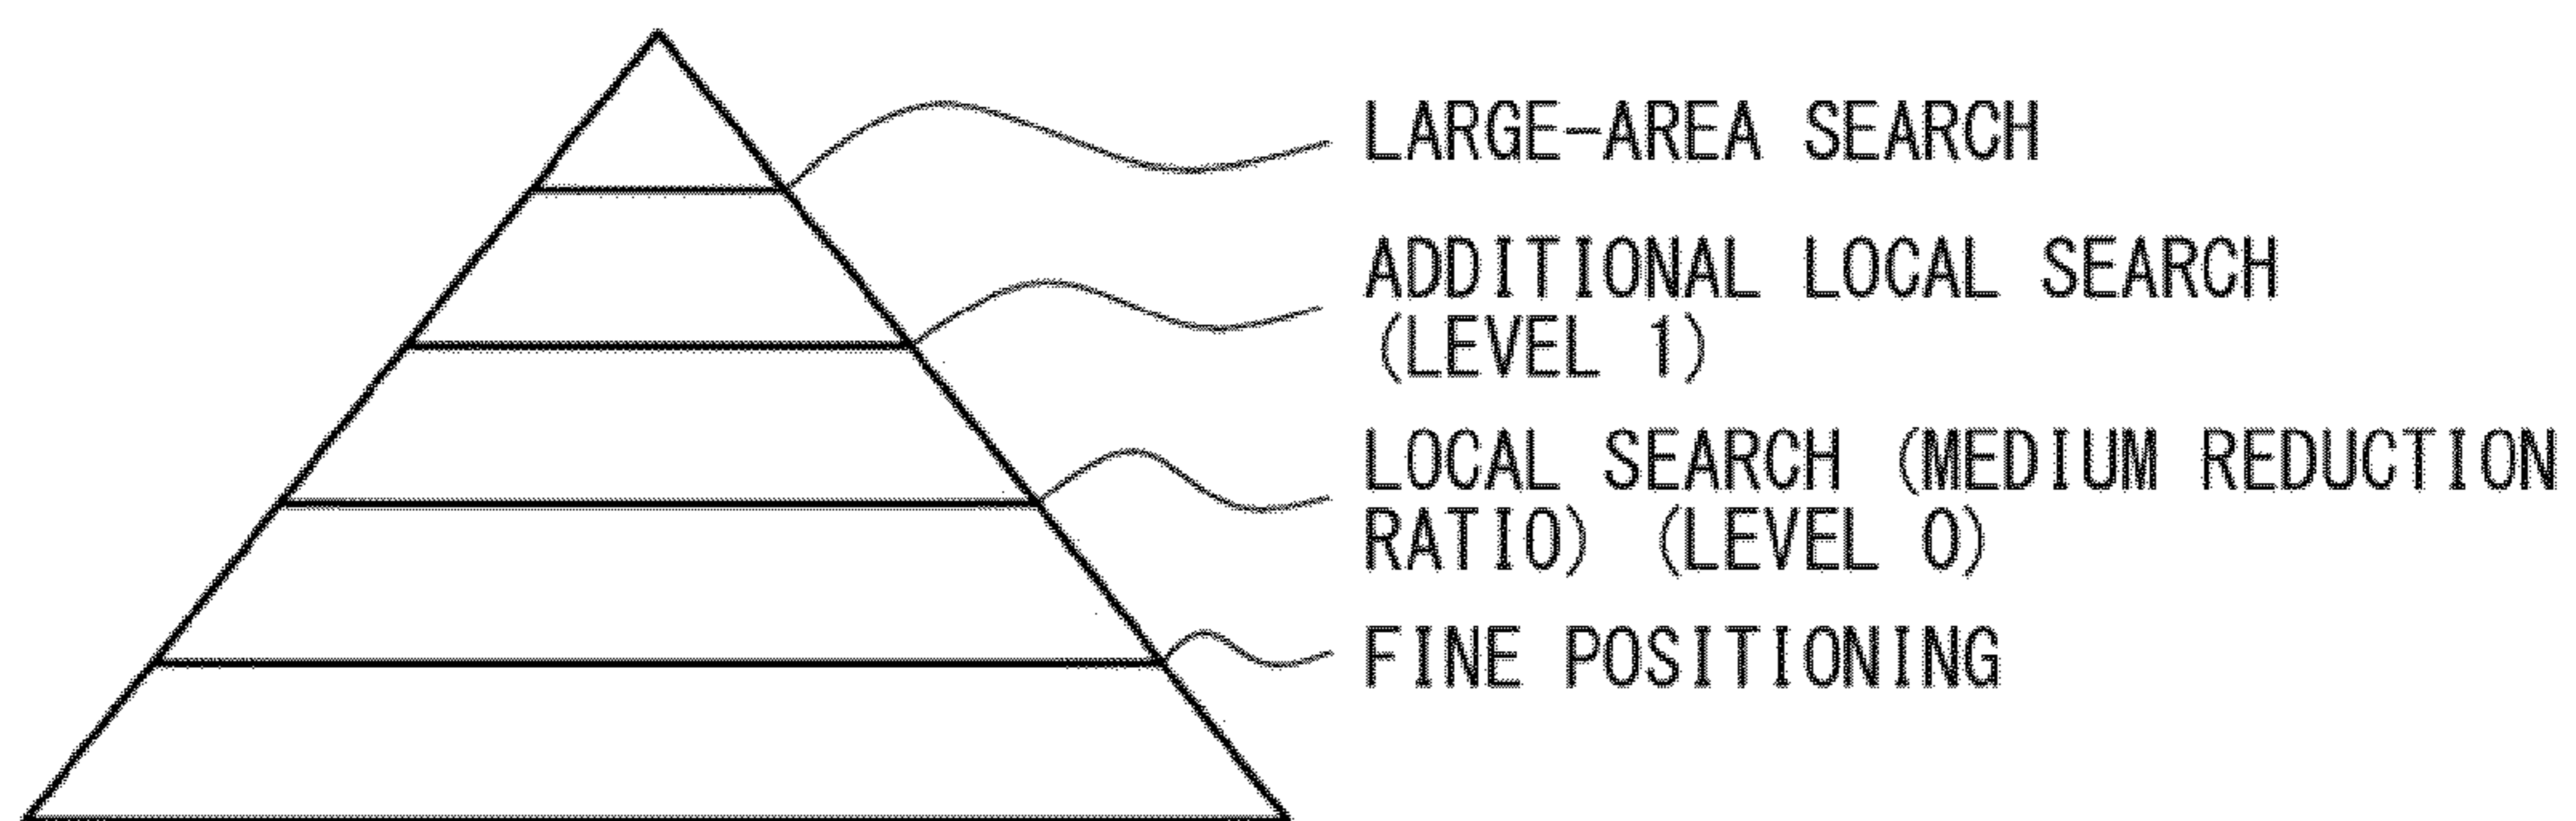 LARGE-AREA SEARCH
ADDITIONAL LOCAL SEARCH
(LEVEL 1)
LOCAL SEARCH (MEDIUM REDUCTION
RATIO) (LEVEL 0)
FINE POSITIONING